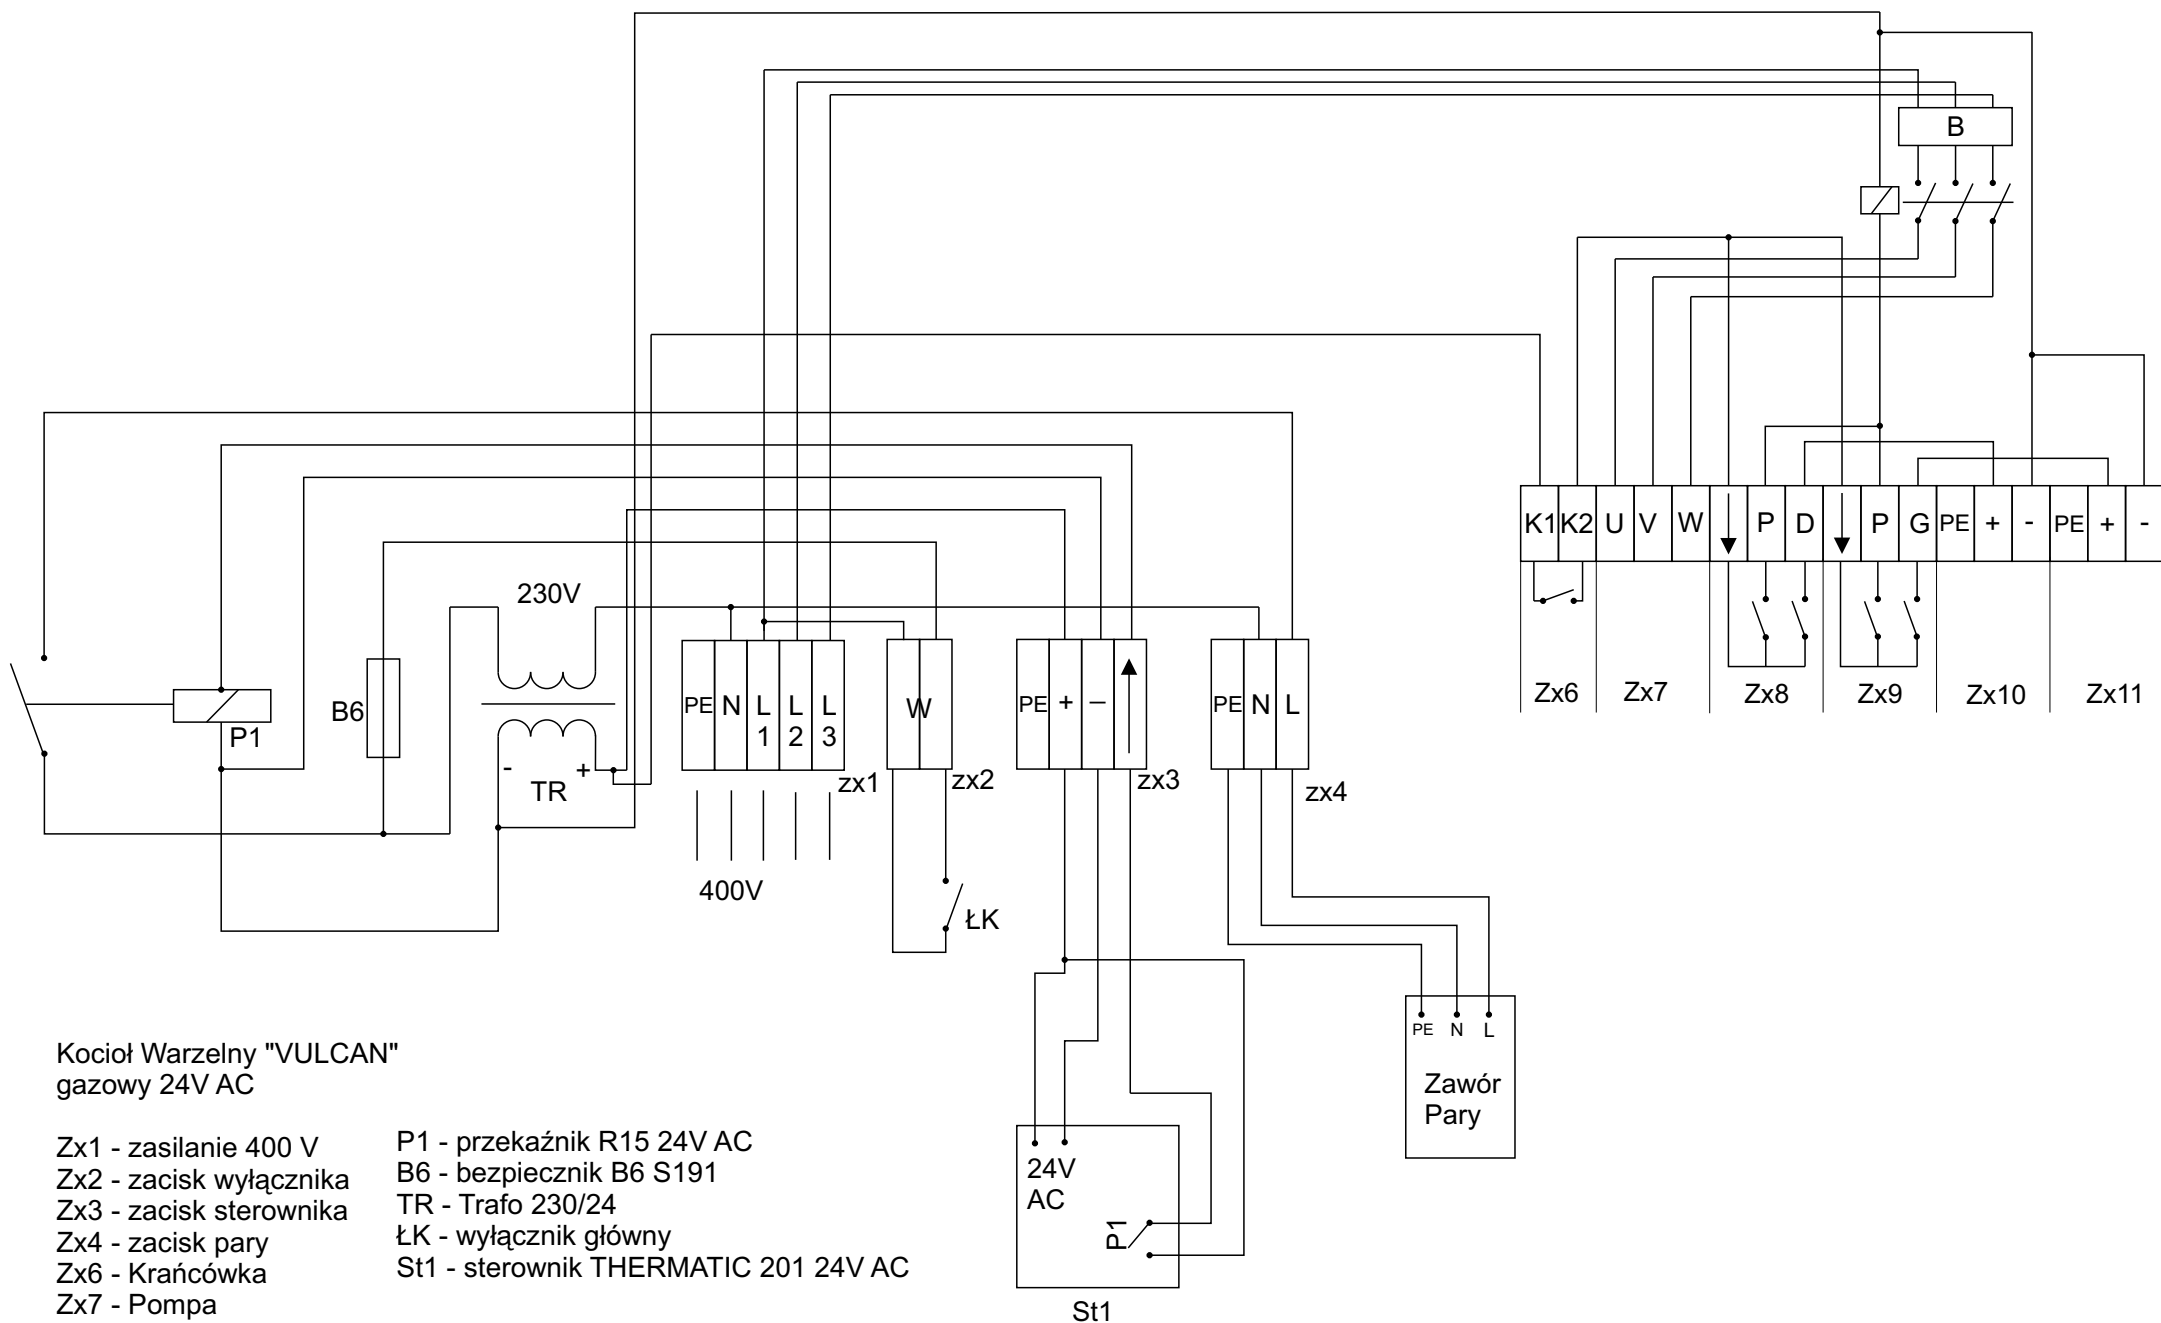 B
K1 K2 U V W P D P G PE + - PE + -
Zx6 Zx7 Zx8 Zx9 Zx10 Zx11
230V
B6
P1
- +
TR
PE N L1 L2 L3
zx1
400V
W
zx2
ŁK
PE + –
zx3
PE N L
zx4
PE N L
Zawór
Pary
24V
AC
P1
St1
Kocioł Warzelny "VULCAN"
gazowy 24V AC
Zx1 - zasilanie 400 V
Zx2 - zacisk wyłącznika
Zx3 - zacisk sterownika
Zx4 - zacisk pary
Zx6 - Krańcówka
Zx7 - Pompa
P1 - przekaźnik R15 24V AC
B6 - bezpiecznik B6 S191
TR - Trafo 230/24
ŁK - wyłącznik główny
St1 - sterownik THERMATIC 201 24V AC